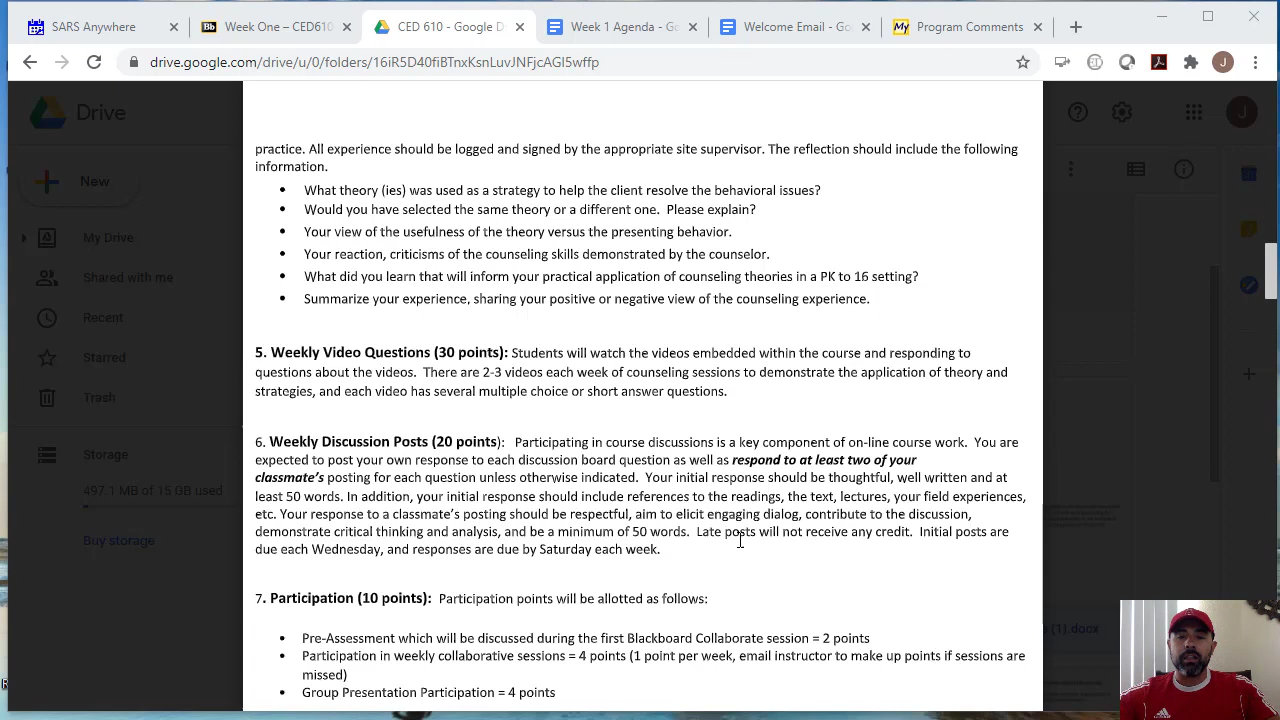 SARS Anywhere
Week One – CED610
CED 610 - Google D
Week 1 Agenda - Go
Welcome Email - Go
Program Comments
drive.google.com/drive/u/0/folders/16iR5D40fiBTnxKsnLuvJNFjcAGI5wffp
J
Drive
J
New
My Drive
Shared with me
Recent
Starred
Trash
Storage
497.1 MB of 15 GB used
Buy storage
practice. All experience should be logged and signed by the appropriate site supervisor. The reflection should include the following
information.
• What theory (ies) was used as a strategy to help the client resolve the behavioral issues?
• Would you have selected the same theory or a different one. Please explain?
• Your view of the usefulness of the theory versus the presenting behavior.
• Your reaction, criticisms of the counseling skills demonstrated by the counselor.
• What did you learn that will inform your practical application of counseling theories in a PK to 16 setting?
• Summarize your experience, sharing your positive or negative view of the counseling experience.
5. Weekly Video Questions (30 points): Students will watch the videos embedded within the course and responding to
questions about the videos. There are 2-3 videos each week of counseling sessions to demonstrate the application of theory and
strategies, and each video has several multiple choice or short answer questions.
6. Weekly Discussion Posts (20 points): Participating in course discussions is a key component of on-line course work. You are
expected to post your own response to each discussion board question as well as respond to at least two of your
classmate’s posting for each question unless otherwise indicated. Your initial response should be thoughtful, well written and at
least 50 words. In addition, your initial response should include references to the readings, the text, lectures, your field experiences,
etc. Your response to a classmate’s posting should be respectful, aim to elicit engaging dialog, contribute to the discussion,
demonstrate critical thinking and analysis, and be a minimum of 50 words. Late posts will not receive any credit. Initial posts are
due each Wednesday, and responses are due by Saturday each week.
7. Participation (10 points): Participation points will be allotted as follows:
• Pre-Assessment which will be discussed during the first Blackboard Collaborate session = 2 points
• Participation in weekly collaborative sessions = 4 points (1 point per week, email instructor to make up points if sessions are
missed)
• Group Presentation Participation = 4 points
(1).docx